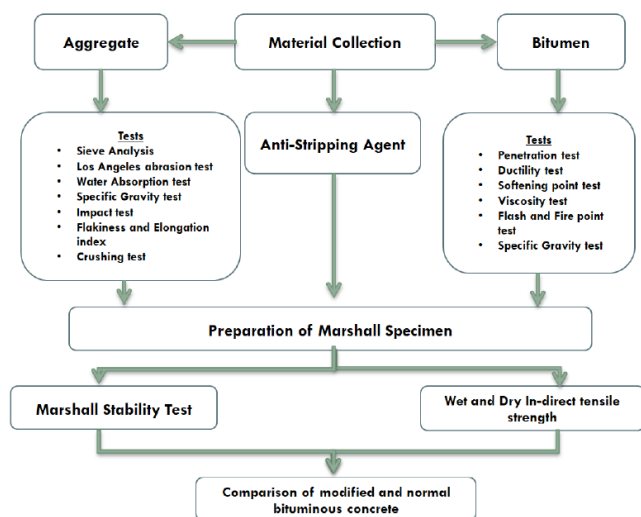 Aggregate
Material Collection
Bitumen
Tests
• Sieve Analysis
• Los Angeles abrasion test
• Water Absorption test
• Specific Gravity test
• Impact test
• Flakiness and Elongation
index
• Crushing test
Anti-Stripping Agent
Tests
• Penetration test
• Ductility test
• Softening point test
• Viscosity test
• Flash and Fire point
test
• Specific Gravity test
Preparation of Marshall Specimen
Marshall Stability Test
Wet and Dry In-direct tensile
strength
Comparison of modified and normal
bituminous concrete